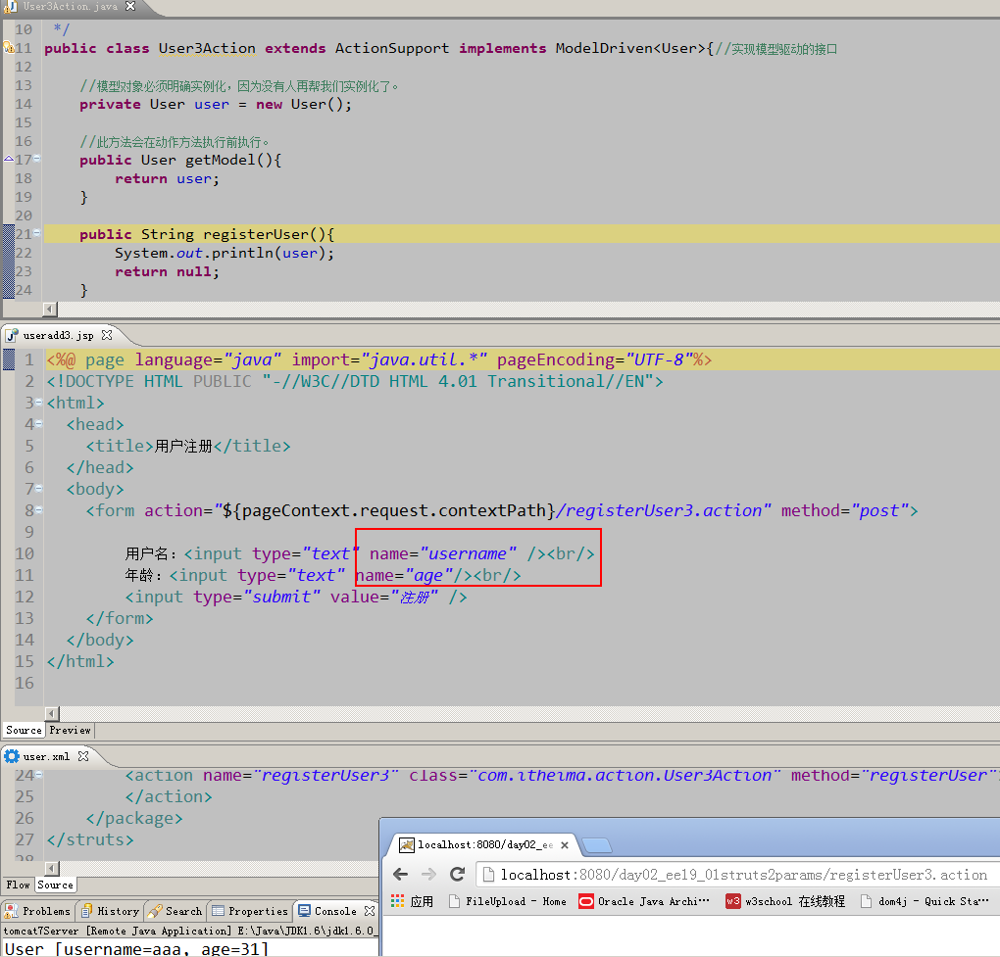 User3Action.java
10 */
11 public class User3Action extends ActionSupport implements ModelDriven<User>{//实现模型驱动的接口
12
13 //模型对象必须明确实例化，因为没有人再帮我们实例化了。
14 private User user = new User();
15
16 //此方法会在动作方法执行前执行。
17 public User getModel(){
18 return user;
19 }
20
21 public String registerUser(){
22 System.out.println(user);
23 return null;
24 }
useradd3.jsp
1 <%@ page language="java" import="java.util.*" pageEncoding="UTF-8"%>
2 <!DOCTYPE HTML PUBLIC "-//W3C//DTD HTML 4.01 Transitional//EN">
3 <html>
4 <head>
5 <title>用户注册</title>
6 </head>
7 <body>
8 <form action="${pageContext.request.contextPath}/registerUser3.action" method="post">
9
10 用户名：<input type="text" name="username" /><br/>
11 年龄：<input type="text" name="age"/><br/>
12 <input type="submit" value="注册" />
13 </form>
14 </body>
15 </html>
16
Source Preview
user.xml
24 <action name="registerUser3" class="com.itheima.action.User3Action" method="registerUser"
25 </action>
26 </package>
27 </struts>
28
Flow Source
Problems History Search Properties Console
tomcat7Server [Remote Java Application] E:\Java\JDK1.6\jdk1.6.0_
User [username=aaa, age=31]
localhost:8080/day02_ee
localhost:8080/day02_ee19_01struts2params/registerUser3.action
应用 FileUpload - Home Oracle Java Archi… w3 w3school 在线教程 dom4j - Quick Sta…